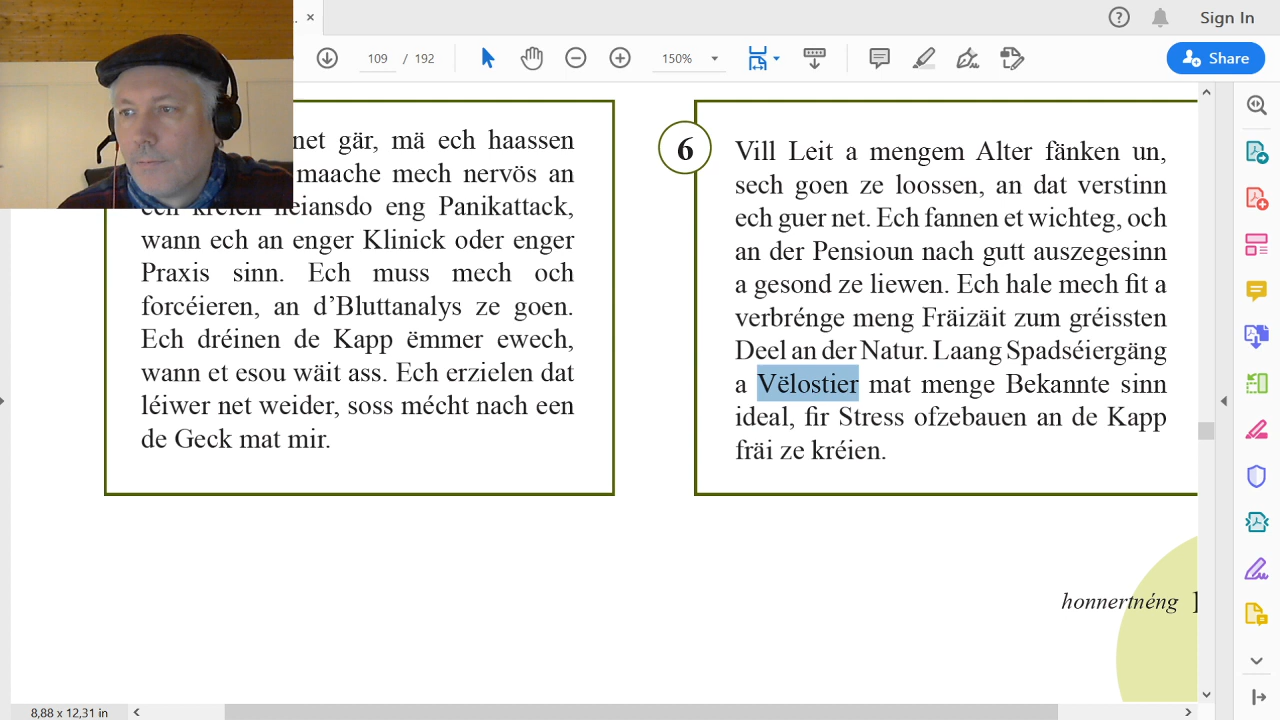 Sign In
109 / 192
150%
Share
net gär, mä ech haassen
maache mech nervös an
een kréien heiansdo eng Panikattack,
wann ech an enger Klinick oder enger
Praxis sinn. Ech muss mech och
forcéieren, an d’Bluttanalys ze goen.
Ech dréinen de Kapp ëmmer ewech,
wann et esou wäit ass. Ech erzielen dat
léiwer net weider, soss mécht nach een
de Geck mat mir.
6
Vill Leit a mengem Alter fänken un,
sech goen ze loossen, an dat verstinn
ech guer net. Ech fannen et wichteg, och
an der Pensioun nach gutt auszegesinn
a gesond ze liewen. Ech hale mech fit a
verbrénge meng Fräizäit zum gréissten
Deel an der Natur. Laang Spadséiergäng
a Vëlostier mat menge Bekannte sinn
ideal, fir Stress ofzebauen an de Kapp
fräi ze kréien.
honnertnéng
8,88 x 12,31 in